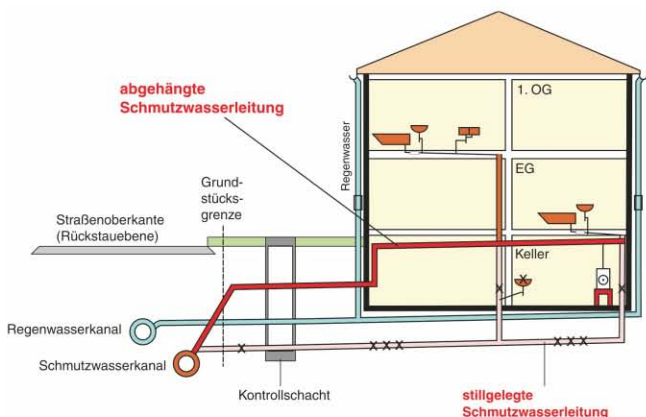 abgehängte
Schmutzwasserleitung
1. OG
Regenwasser
EG
Grund-
stücks-
grenze
Straßenoberkante
(Rückstauebene)
Keller
Regenwasserkanal
Schmutzwasserkanal
Kontrollschacht
stillgelegte
Schmutzwasserleitung